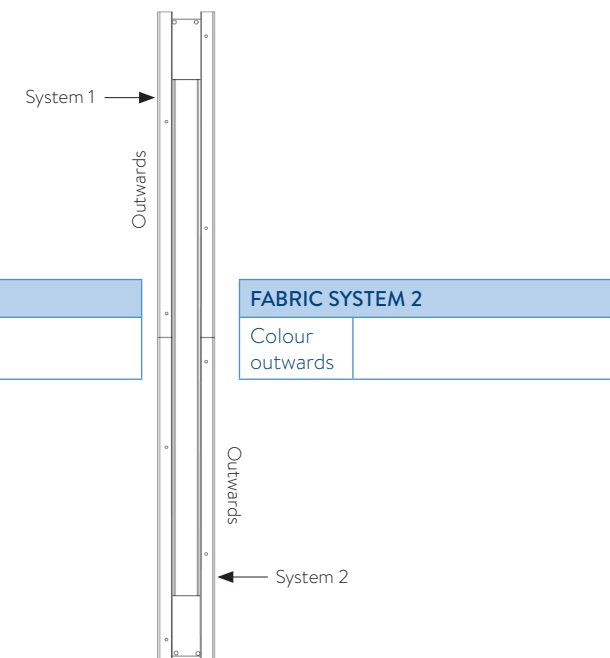 System 1
Outwards
FABRIC SYSTEM 2
Colour
outwards
Outwards
System 2